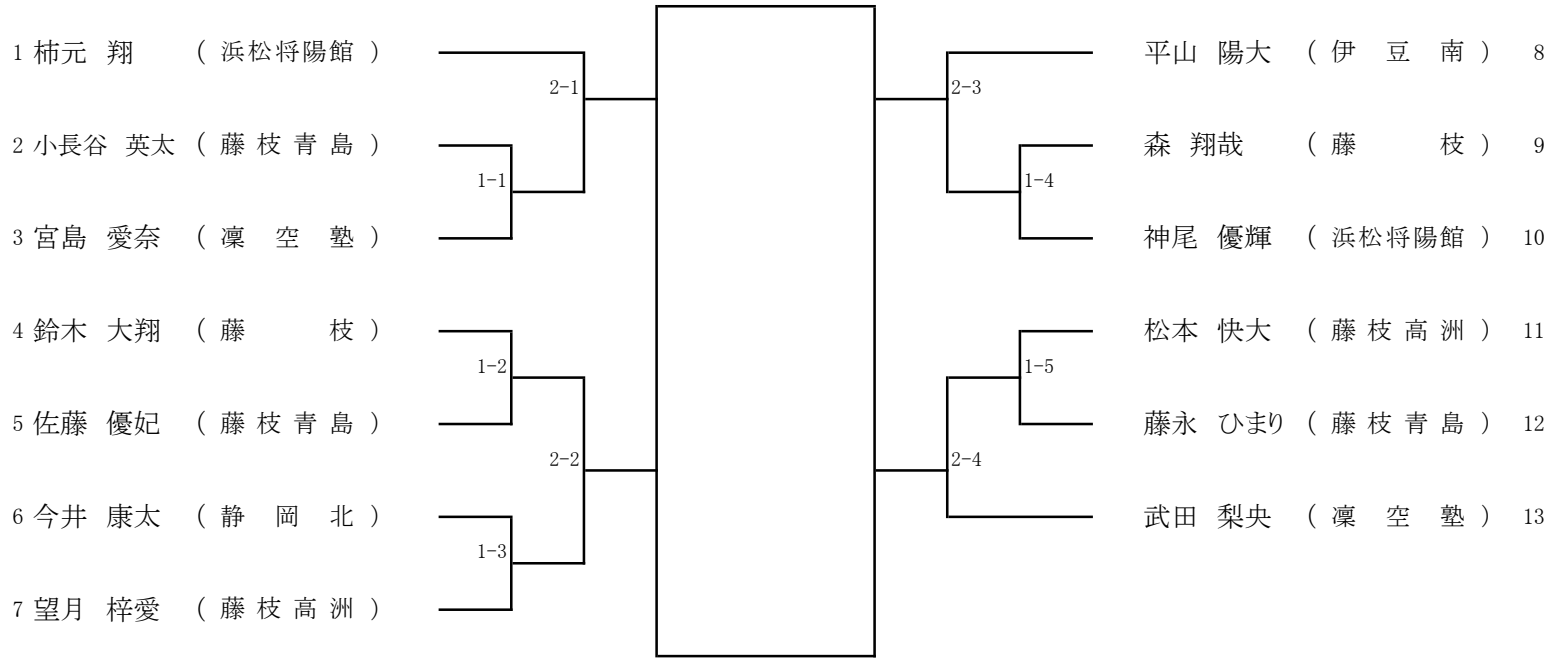 1 柿元 翔 ( 浜松将陽館 )
2-1
2 小長谷 英太 ( 藤枝青島 )
1-1
3 宮島 愛奈 ( 凜空塾 )
4 鈴木 大翔 ( 藤枝 )
1-2
5 佐藤 優妃 ( 藤枝青島 )
2-2
6 今井 康太 ( 静岡北 )
1-3
7 望月 梓愛 ( 藤枝高洲 )
平山 陽大 ( 伊豆南 ) 8
2-3
森 翔哉 ( 藤枝 ) 9
1-4
神尾 優輝 ( 浜松将陽館 ) 10
松本 快大 ( 藤枝高洲 ) 11
1-5
藤永 ひまり ( 藤枝青島 ) 12
2-4
武田 梨央 ( 凜空塾 ) 13